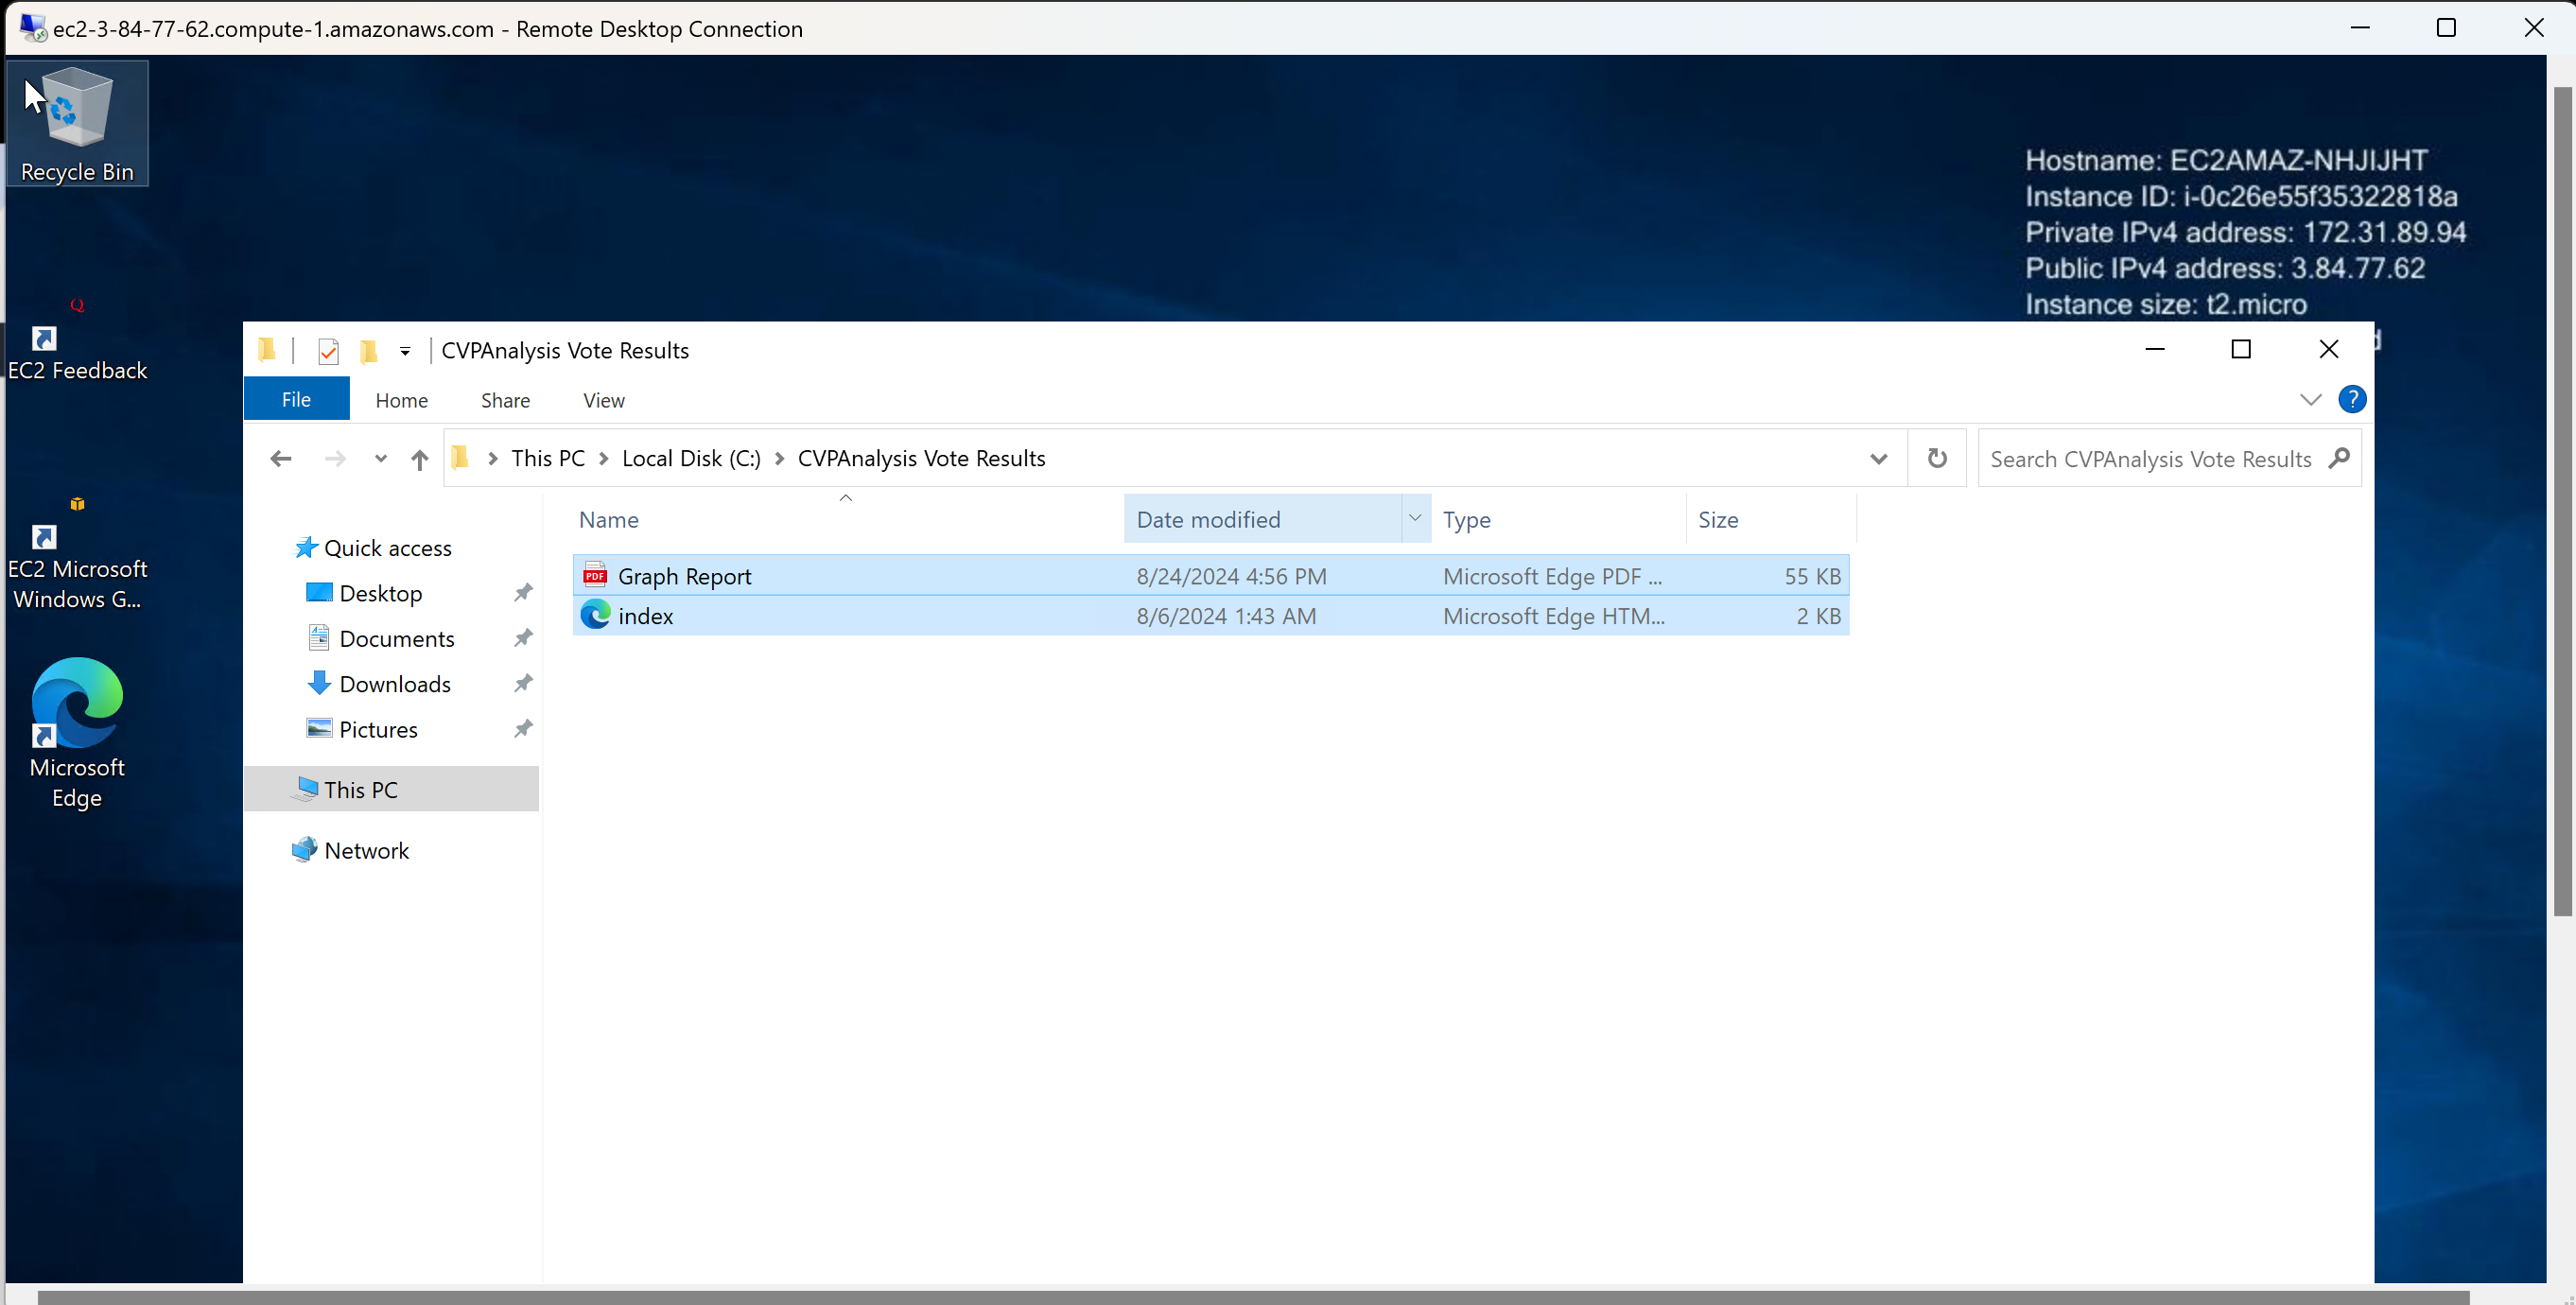 ec2-3-84-77-62.compute-1.amazonaws.com - Remote Desktop Connection
Recycle Bin
Hostname: EC2AMAZ-NHJIJHT
Instance ID: i-0c26e55f35322818a
Private IPv4 address: 172.31.89.94
Public IPv4 address: 3.84.77.62
Instance size: t2.micro
Q
EC2 Feedback
EC2 Microsoft
Windows G...
Microsoft
Edge
CVPAnalysis Vote Results
File Home Share View ?
This PC Local Disk (C:) CVPAnalysis Vote Results Search CVPAnalysis Vote Results
Name Date modified Type Size
Quick access
Desktop
Documents
Downloads
Pictures
This PC
Network
PDF Graph Report 8/24/2024 4:56 PM Microsoft Edge PDF ... 55 KB
index 8/6/2024 1:43 AM Microsoft Edge HTM... 2 KB